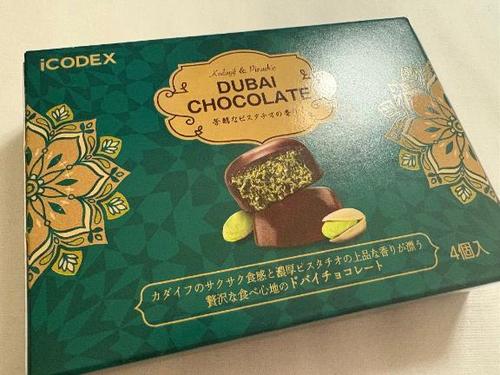 iCODEX
Kadayif & Pistachio
DUBAI
CHOCOLATE
芳醇なピスタチオの香り
カダイフのサクサク食感と濃厚ピスタチオの上品な香りが漂う
贅沢な食べ心地のドバイチョコレート
4個入